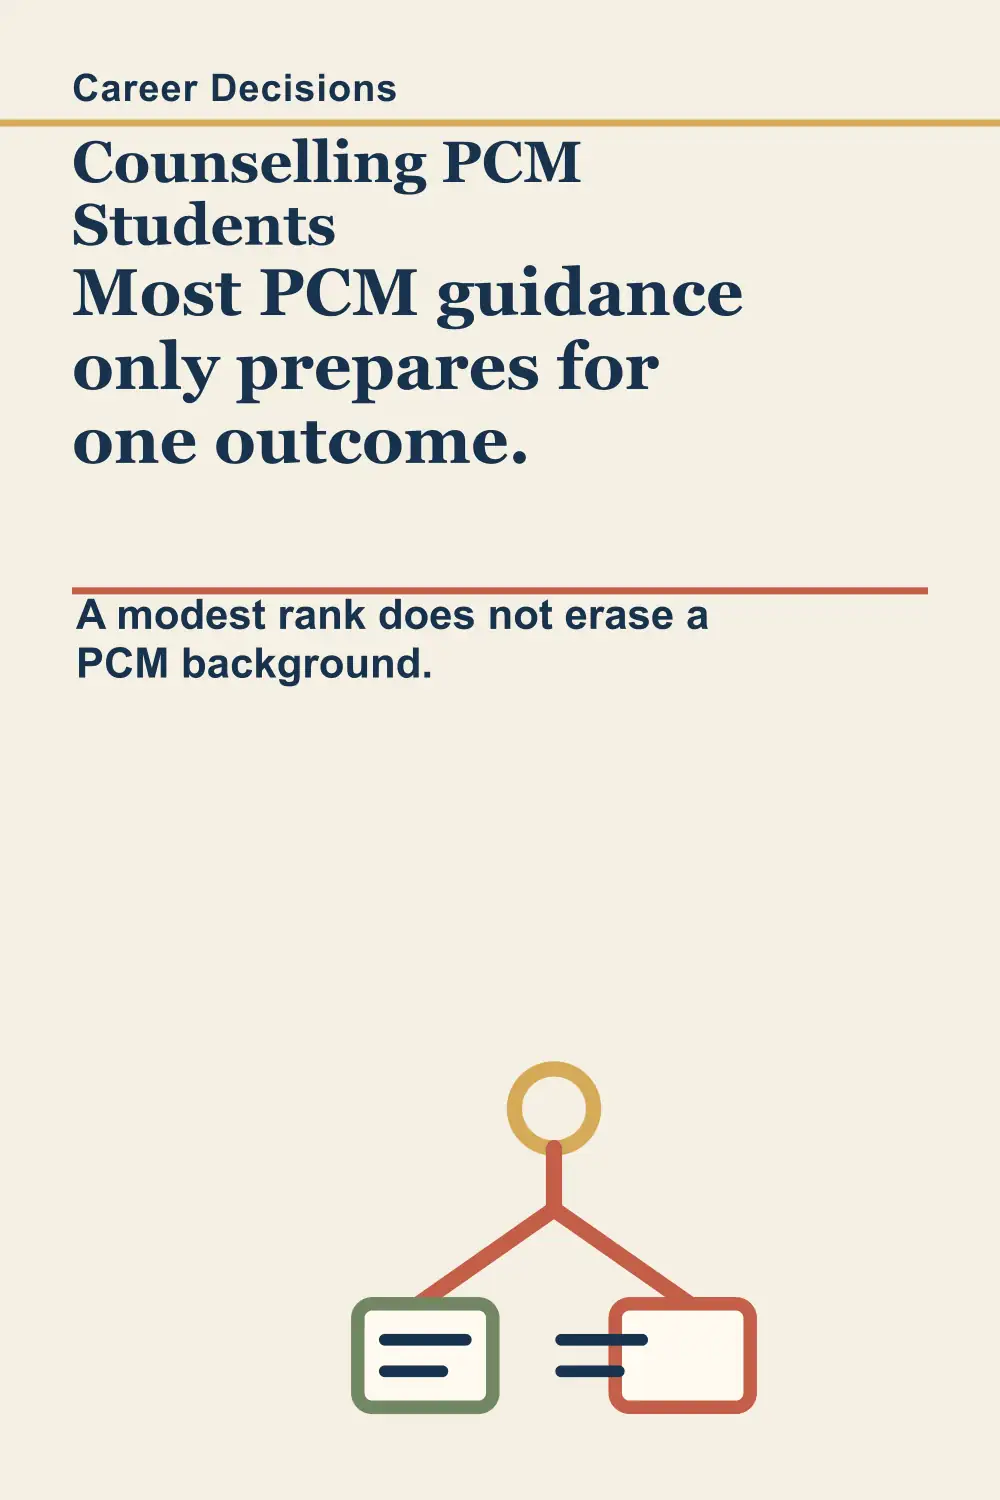 Career Decisions
Counselling PCM
Students
Most PCM guidance
only prepares for
one outcome.
A modest rank does not erase a
PCM background.